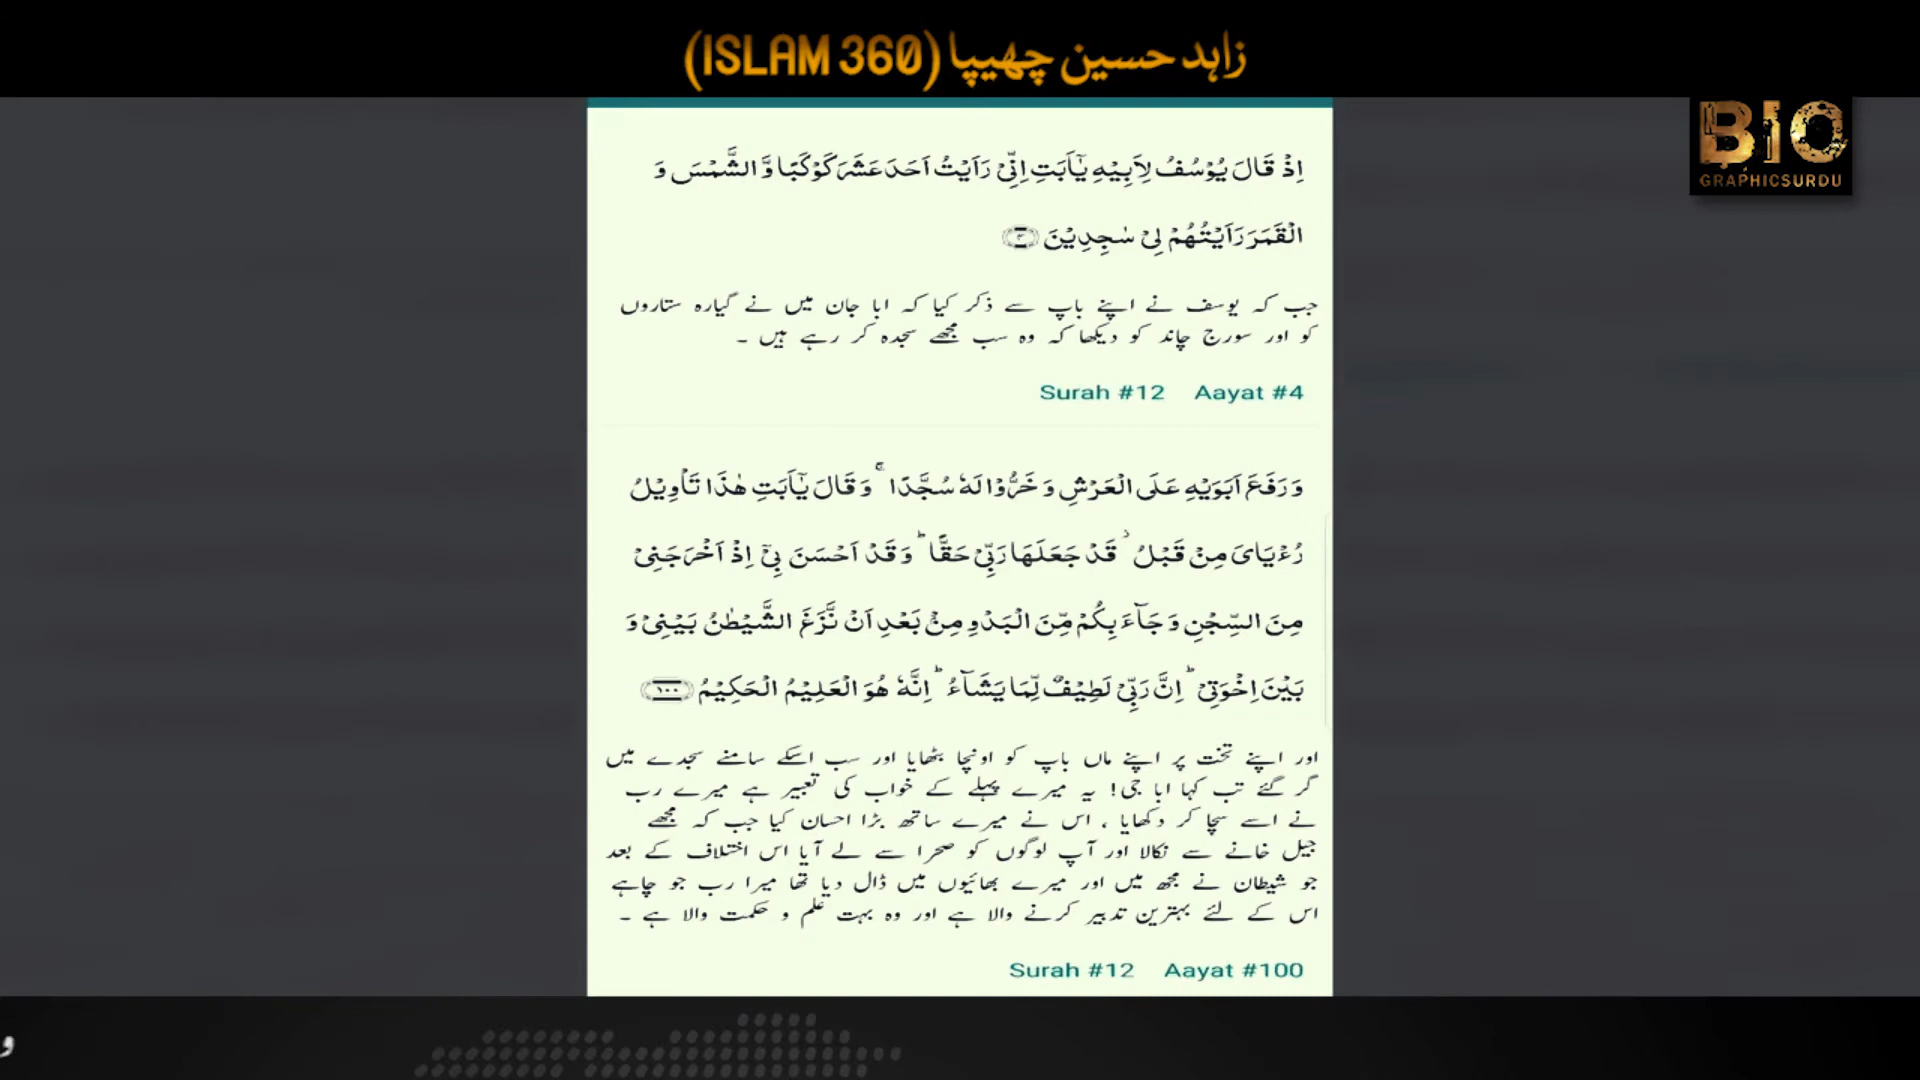 زاہد حسین چھیپا (ISLAM 360)
BIO
GRAPHICSURDU
اِذۡ قَالَ یُوۡسُفُ لِاَبِیۡہِ یٰۤاَبَتِ اِنِّیۡ رَاَیۡتُ اَحَدَعَشَرَ کَوۡکَبًا وَّ الشَّمۡسَ وَ
الۡقَمَرَ رَاَیۡتُہُمۡ لِیۡ سٰجِدِیۡنَ ﴿۴﴾
جب کہ یوسف نے اپنے باپ سے ذکر کیا کہ ابا جان میں نے گیارہ ستاروں
کو اور سورج چاند کو دیکھا کہ وہ سب مجھے سجدہ کر رہے ہیں ۔
Surah #12 Aayat #4
وَ رَفَعَ اَبَوَیۡہِ عَلَی الۡعَرۡشِ وَ خَرُّوۡا لَہٗ سُجَّدًا ۚ وَ قَالَ یٰۤاَبَتِ ہٰذَا تَاۡوِیۡلُ
رُءۡیَایَ مِنۡ قَبۡلُ ۫ قَدۡ جَعَلَہَا رَبِّیۡ حَقًّا ؕ وَ قَدۡ اَحۡسَنَ بِیۡۤ اِذۡ اَخۡرَجَنِیۡ
مِنَ السِّجۡنِ وَ جَآءَ بِکُمۡ مِّنَ الۡبَدۡوِ مِنۡۢ بَعۡدِ اَنۡ نَّزَغَ الشَّیۡطٰنُ بَیۡنِیۡ وَ
بَیۡنَ اِخۡوَتِیۡ ؕ اِنَّ رَبِّیۡ لَطِیۡفٌ لِّمَا یَشَآءُ ؕ اِنَّہٗ ہُوَ الۡعَلِیۡمُ الۡحَکِیۡمُ ﴿۱۰۰﴾
اور اپنے تخت پر اپنے ماں باپ کو اونچا بٹھایا اور سب اسکے سامنے سجدے میں
گر گئے تب کہا ابا جی! یہ میرے پہلے کے خواب کی تعبیر ہے میرے رب
نے اسے سچا کر دکھایا ، اس نے میرے ساتھ بڑا احسان کیا جب کہ مجھے
جیل خانے سے نکالا اور آپ لوگوں کو صحرا سے لے آیا اس اختلاف کے بعد
جو شیطان نے مجھ میں اور میرے بھائیوں میں ڈال دیا تھا میرا رب جو چاہے
اس کے لئے بہترین تدبیر کرنے والا ہے اور وہ بہت علم و حکمت والا ہے ۔
Surah #12 Aayat #100
و